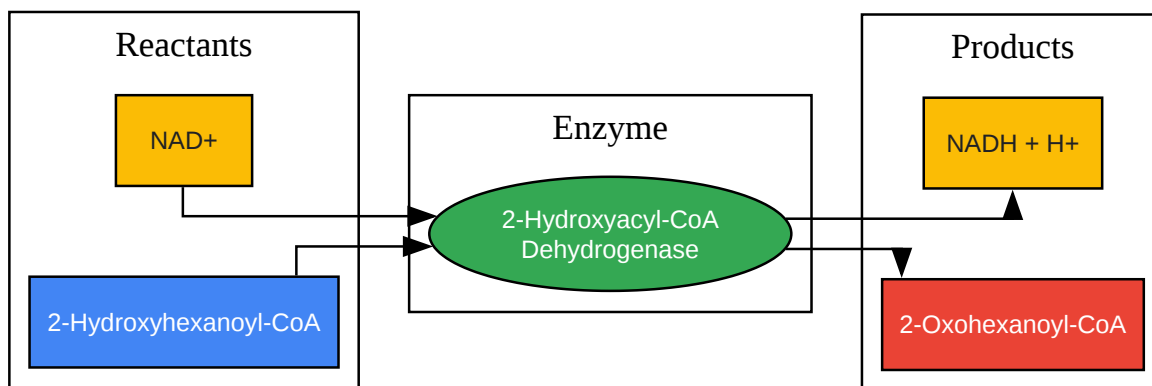 Reactants
NAD+
2-Hydroxyhexanoyl-CoA
Enzyme
2-Hydroxyacyl-CoA
Dehydrogenase
Products
NADH + H+
2-Oxohexanoyl-CoA